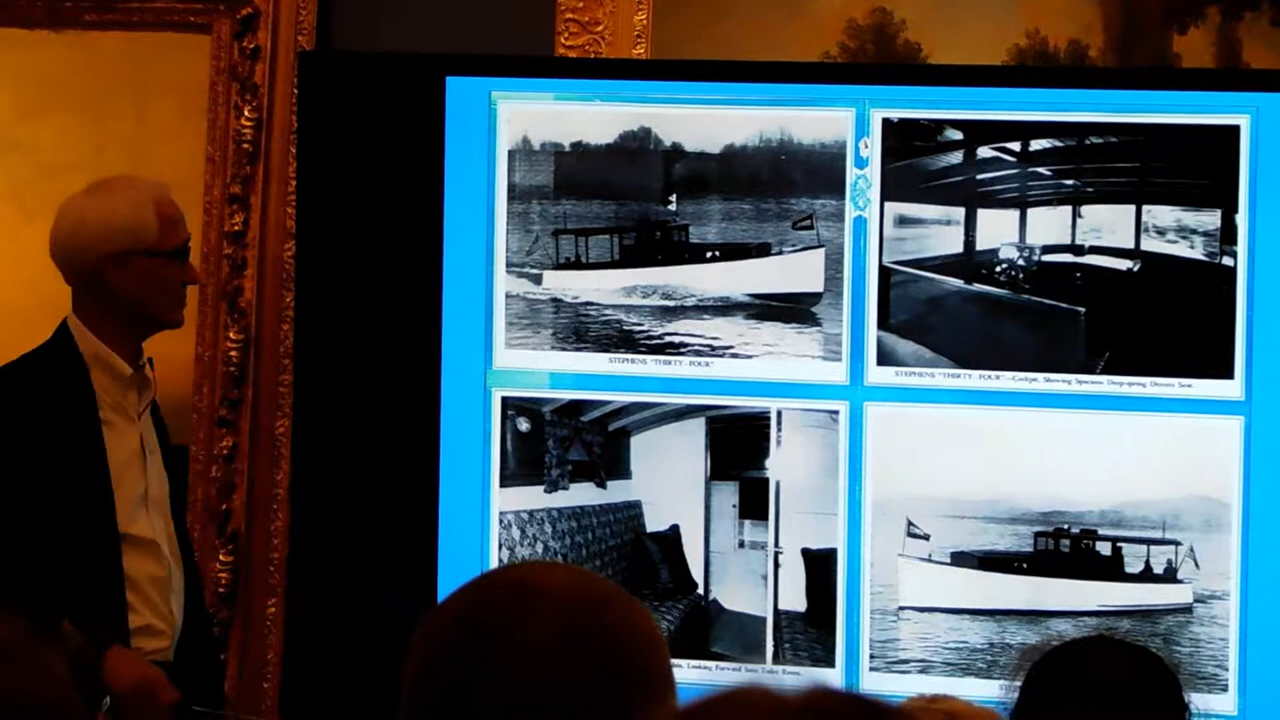 STEPHENS "THIRTY-FOUR"
STEPHENS "THIRTY-FOUR"—Cockpit, Showing Spacious Deep-spring Drivers Seat.
Looking Forward Into Toilet Room.